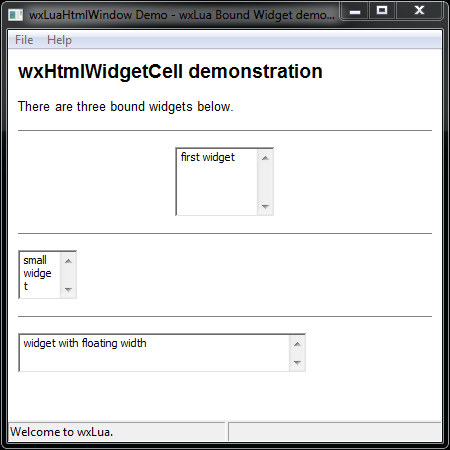 wxLuaHtmlWindow Demo - wxLua Bound Widget demo...
File Help
wxHtmlWidgetCell demonstration
There are three bound widgets below.
first widget
small
widge
t
widget with floating width
Welcome to wxLua.